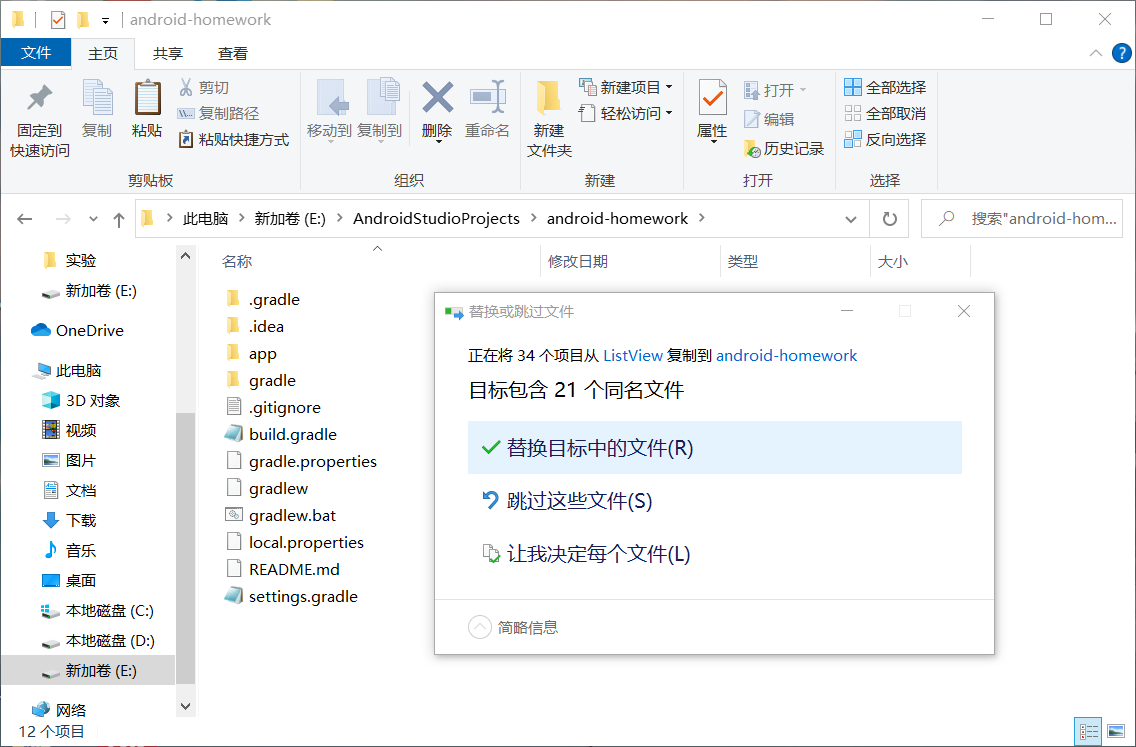 android-homework
文件 主页 共享 查看
固定到快速访问
复制
粘贴
剪切
复制路径
粘贴快捷方式
剪贴板
移动到
复制到
删除
重命名
组织
新建文件夹
新建项目
轻松访问
新建
属性
打开
编辑
历史记录
打开
全部选择
全部取消
反向选择
选择
此电脑 > 新加卷 (E:) > AndroidStudioProjects > android-homework >
搜索"android-hom...
实验
新加卷 (E:)
OneDrive
此电脑
3D 对象
视频
图片
文档
下载
音乐
桌面
本地磁盘 (C:)
本地磁盘 (D:)
新加卷 (E:)
网络
名称 修改日期 类型 大小
.gradle
.idea
app
gradle
.gitignore
build.gradle
gradle.properties
gradlew
gradlew.bat
local.properties
README.md
settings.gradle
替换或跳过文件
正在将 34 个项目从 ListView 复制到 android-homework
目标包含 21 个同名文件
替换目标中的文件(R)
跳过这些文件(S)
让我决定每个文件(L)
简略信息
12 个项目